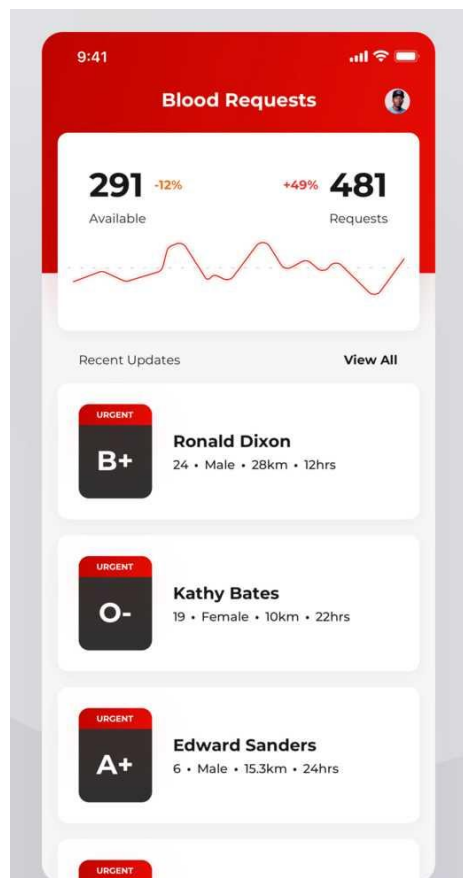 9:41
Blood Requests
291 -12%
+49% 481
Available
Requests
Recent Updates
View All
URGENT
B+
Ronald Dixon
24 • Male • 28km • 12hrs
URGENT
O-
Kathy Bates
19 • Female • 10km • 22hrs
URGENT
A+
Edward Sanders
6 • Male • 15.3km • 24hrs
URGENT